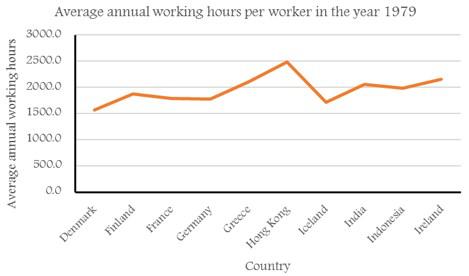 Average annual working hours per worker in the year 1979
Average annual working hours
3000.0
2500.0
2000.0
1500.0
1000.0
500.0
0.0
Denmark
Finland
France
Germany
Greece
Hong Kong
Iceland
India
Indonesia
Ireland
Country